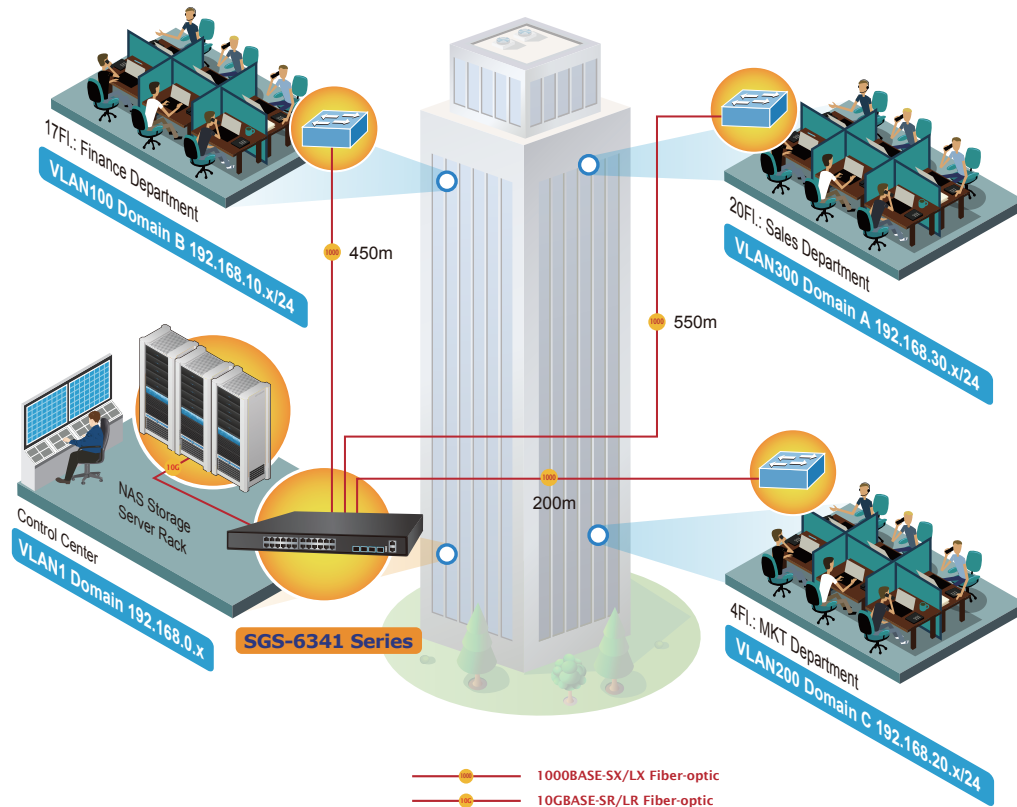 17Fl.: Finance Department
VLAN100 Domain B 192.168.10.x/24
1000
450m
20Fl.: Sales Department
VLAN300 Domain A 192.168.30.x/24
1000
550m
10G
NAS Storage
Server Rack
Control Center
VLAN1 Domain 192.168.0.x
SGS-6341 Series
1000
200m
4Fl.: MKT Department
VLAN200 Domain C 192.168.20.x/24
1000 1000BASE-SX/LX Fiber-optic
10G 10GBASE-SR/LR Fiber-optic